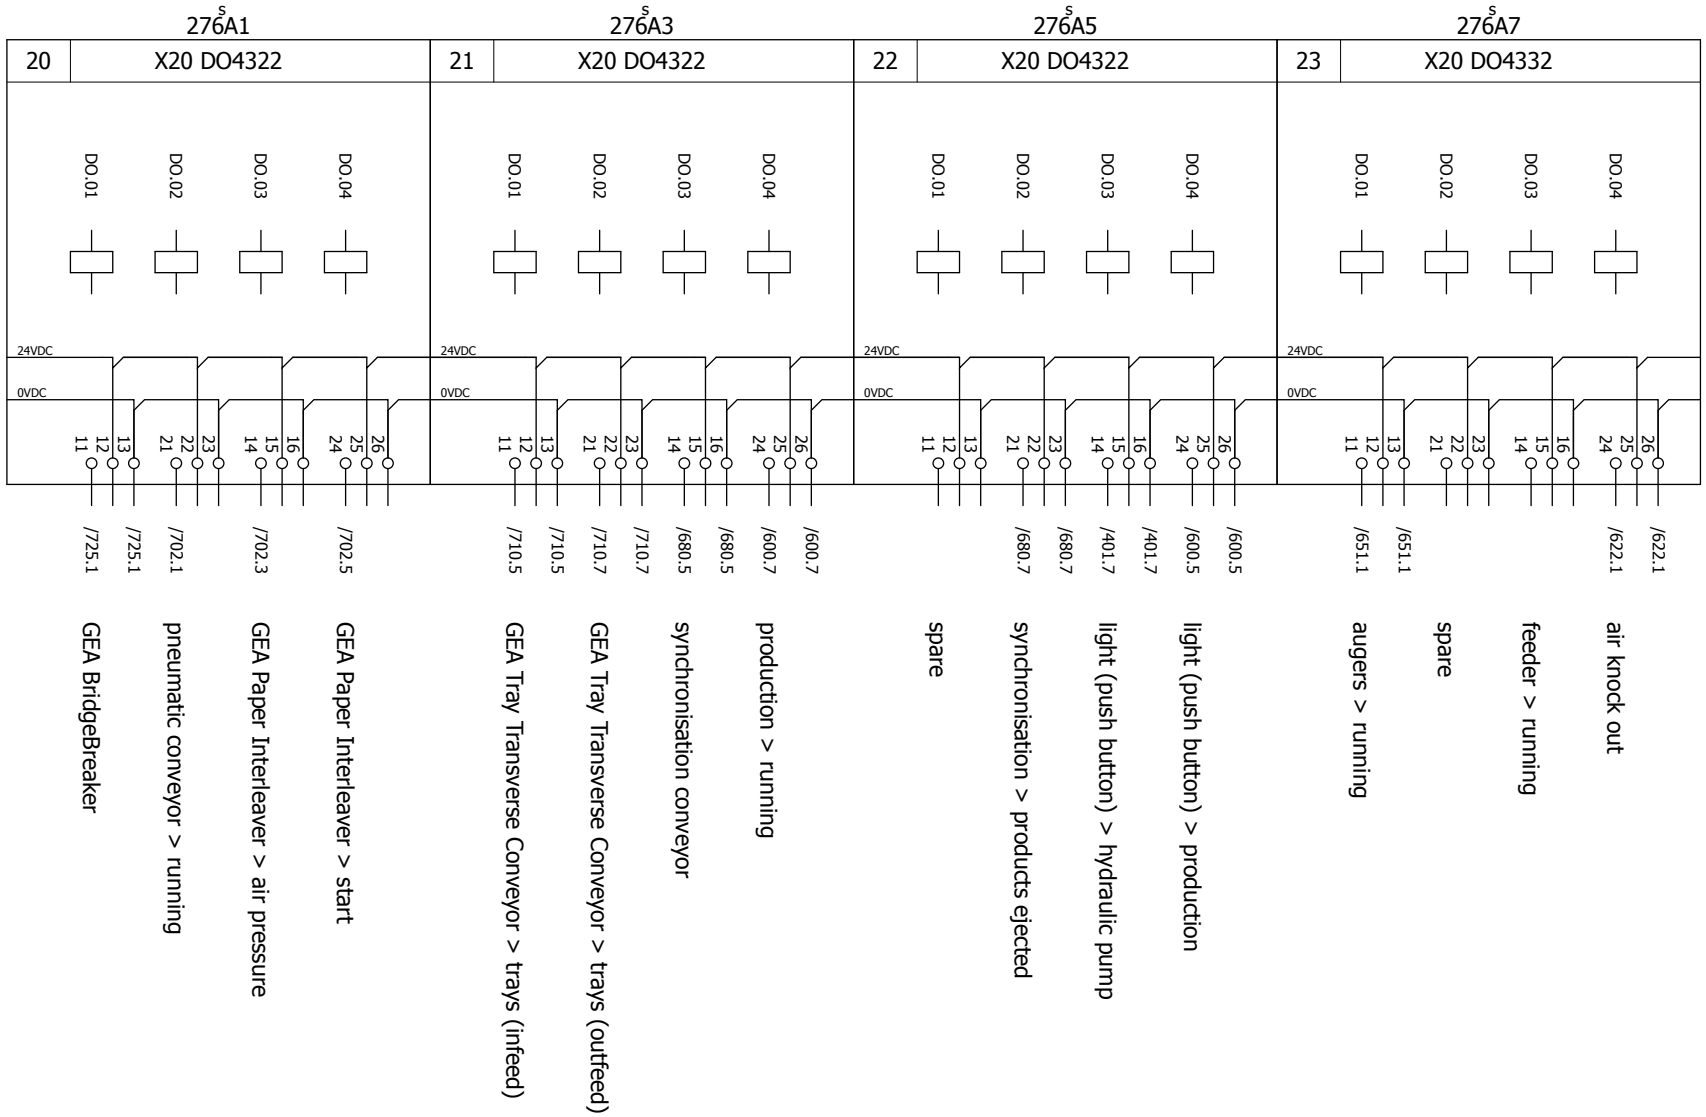 s s s s
276A1 276A3 276A5 276A7
20 X20 DO4322 21 X20 DO4322 22 X20 DO4322 23 X20 DO4332
DO.01 DO.02 DO.03 DO.04 DO.01 DO.02 DO.03 DO.04 DO.01 DO.02 DO.03 DO.04 DO.01 DO.02 DO.03 DO.04
24VDC 24VDC 24VDC 24VDC
0VDC 0VDC 0VDC 0VDC
11 12 13 21 22 23 14 15 16 24 25 26 11 12 13 21 22 23 14 15 16 24 25 26 11 12 13 21 22 23 14 15 16 24 25 26 11 12 13 21 22 23 14 15 16 24 25 26
/725.1 /725.1 /702.1 /702.3 /702.5 /710.5 /710.5 /710.7 /710.7 /680.5 /680.5 /600.7 /600.7 /680.7 /680.7 /401.7 /401.7 /600.5 /600.5 /651.1 /651.1 /622.1 /622.1
GEA BridgeBreaker
pneumatic conveyor > running
GEA Paper Interleaver > air pressure
GEA Paper Interleaver > start
GEA Tray Transverse Conveyor > trays (infeed)
GEA Tray Transverse Conveyor > trays (outfeed)
synchronisation conveyor
production > running
spare
synchronisation > products ejected
light (push button) > hydraulic pump
light (push button) > production
augers > running
spare
feeder > running
air knock out